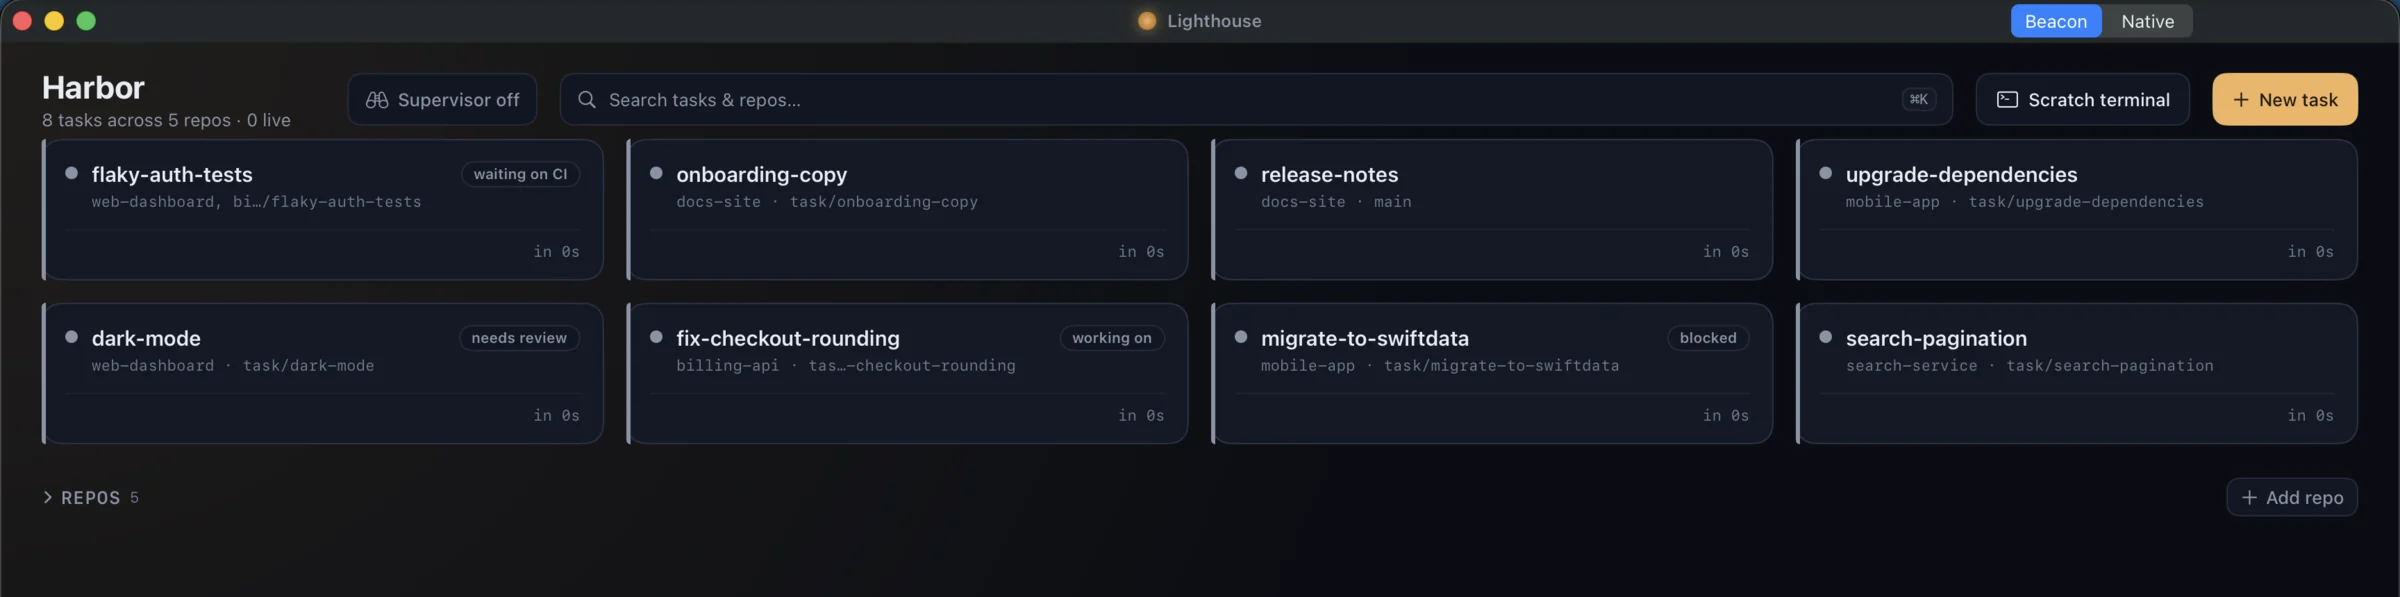 Lighthouse
Beacon Native
Harbor
8 tasks across 5 repos · 0 live
Supervisor off
Search tasks & repos...
⌘K
Scratch terminal
+ New task
flaky-auth-tests
waiting on CI
web-dashboard, bi…/flaky-auth-tests
in 0s
onboarding-copy
docs-site · task/onboarding-copy
in 0s
release-notes
docs-site · main
in 0s
upgrade-dependencies
mobile-app · task/upgrade-dependencies
in 0s
dark-mode
needs review
web-dashboard · task/dark-mode
in 0s
fix-checkout-rounding
working on
billing-api · tas…-checkout-rounding
in 0s
migrate-to-swiftdata
blocked
mobile-app · task/migrate-to-swiftdata
in 0s
search-pagination
search-service · task/search-pagination
in 0s
REPOS 5
+ Add repo